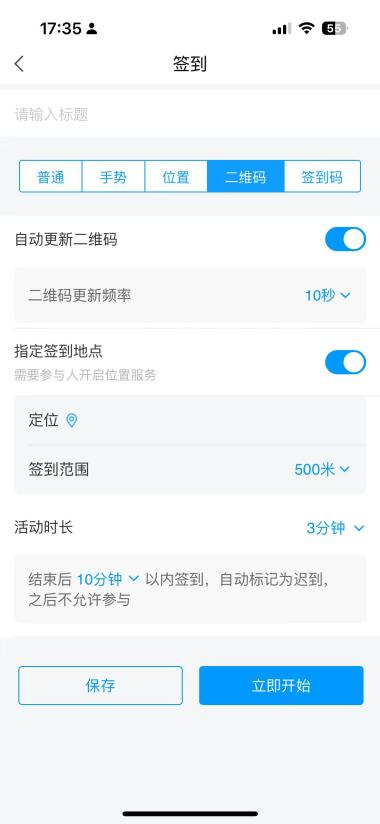 17:35
55
签到
请输入标题
普通 手势 位置 二维码 签到码
自动更新二维码
二维码更新频率 10秒
指定签到地点
需要参与人开启位置服务
定位
签到范围 500米
活动时长 3分钟
结束后 10分钟 以内签到，自动标记为迟到，
之后不允许参与
保存 立即开始